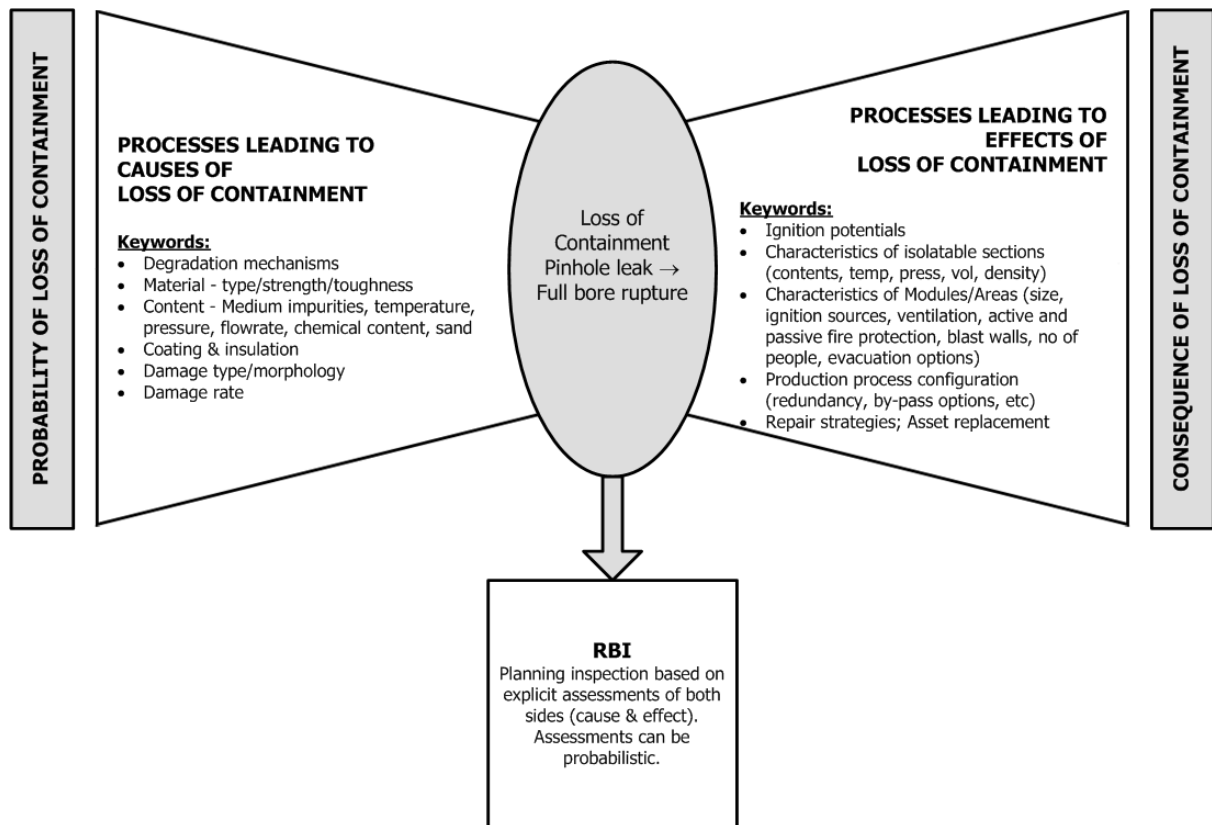 PROBABILITY OF LOSS OF CONTAINMENT
PROCESSES LEADING TO
CAUSES OF
LOSS OF CONTAINMENT
Keywords:
• Degradation mechanisms
• Material - type/strength/toughness
• Content - Medium impurities, temperature,
pressure, flowrate, chemical content, sand
• Coating & insulation
• Damage type/morphology
• Damage rate
Loss of
Containment
Pinhole leak →
Full bore rupture
PROCESSES LEADING TO
EFFECTS OF
LOSS OF CONTAINMENT
Keywords:
• Ignition potentials
• Characteristics of isolatable sections
(contents, temp, press, vol, density)
• Characteristics of Modules/Areas (size,
ignition sources, ventilation, active and
passive fire protection, blast walls, no of
people, evacuation options)
• Production process configuration
(redundancy, by-pass options, etc)
• Repair strategies; Asset replacement
CONSEQUENCE OF LOSS OF CONTAINMENT
RBI
Planning inspection based on
explicit assessments of both
sides (cause & effect).
Assessments can be
probabilistic.